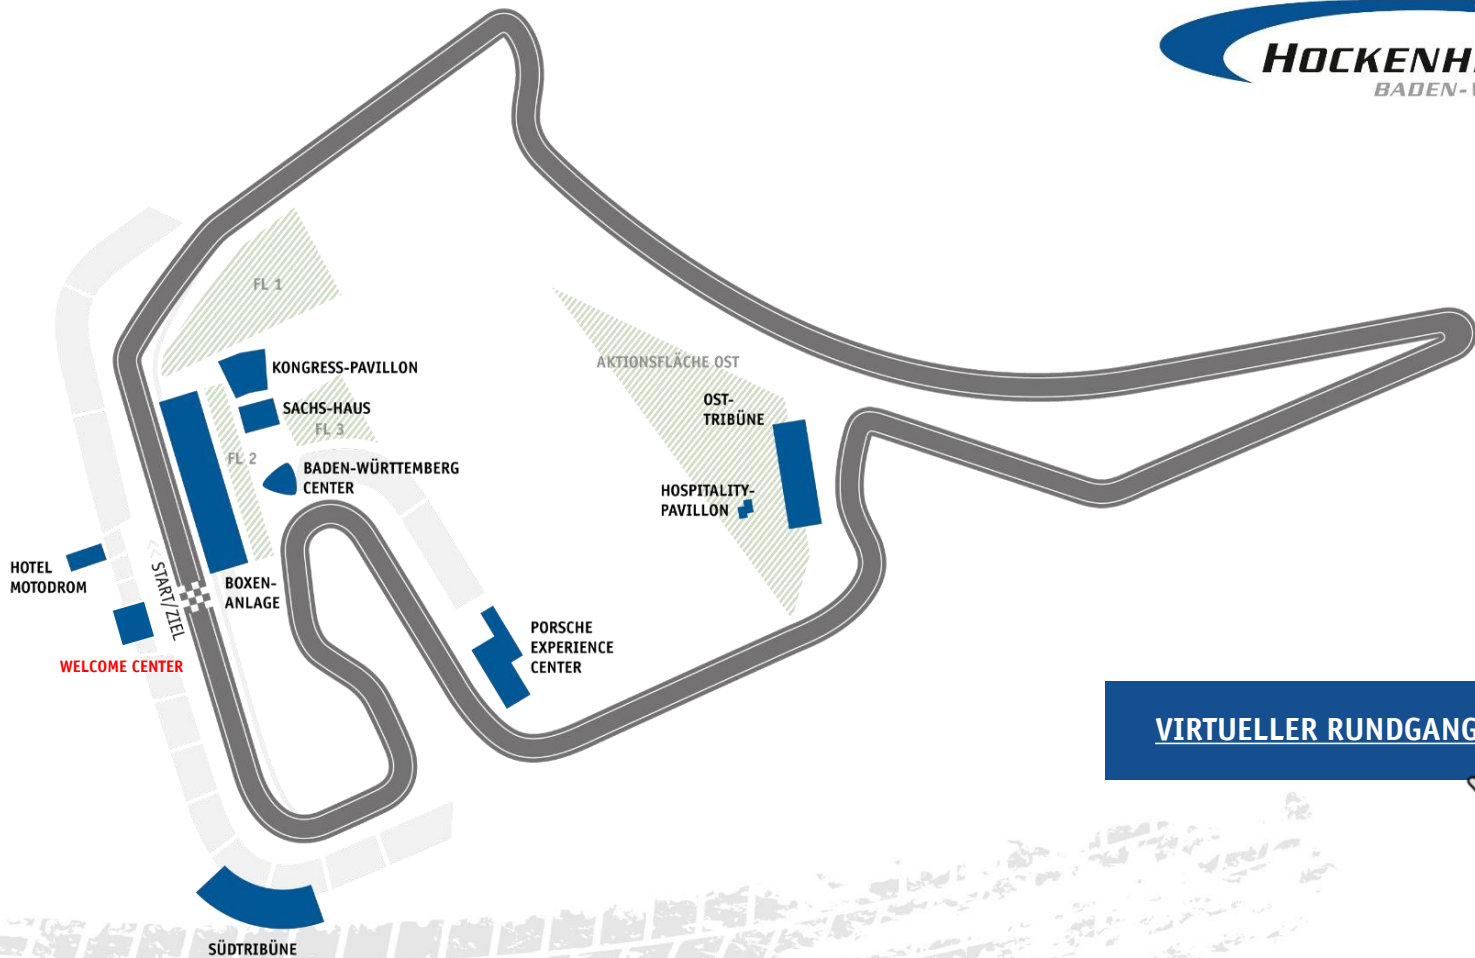 HOCKENH
BADEN-
FL 1
KONGRESS-PAVILLON
SACHS-HAUS
FL 3
FL 2
BADEN-WÜRTTEMBERG
CENTER
AKTIONSFLÄCHE OST
OST-
TRIBÜNE
HOSPITALITY-
PAVILLON
HOTEL
MOTODROM
<< START/ZIEL
BOXEN-
ANLAGE
WELCOME CENTER
PORSCHE
EXPERIENCE
CENTER
VIRTUELLER RUNDGANG
SÜDTRIBÜNE